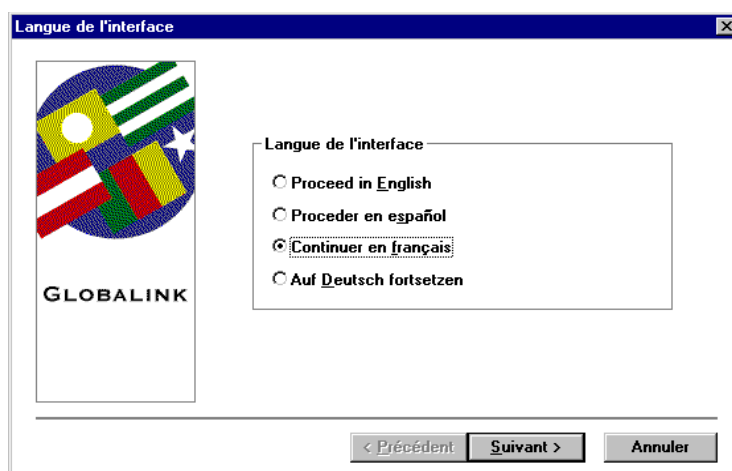 Langue de l'interface
Langue de l'interface
Proceed in English
Proceder en español
Continuer en français
Auf Deutsch fortsetzen
GLOBALINK
< Précédent
Suivant >
Annuler